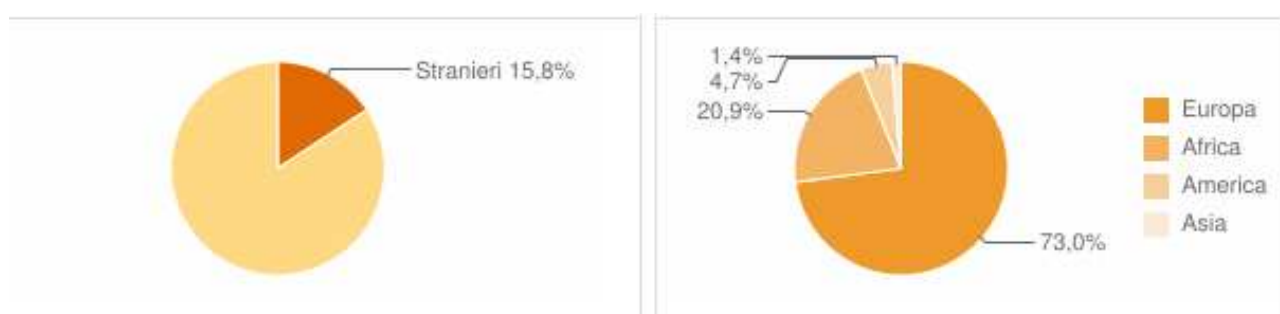 Stranieri 15,8%
1,4%
4,7%
20,9%
73,0%
Europa
Africa
America
Asia